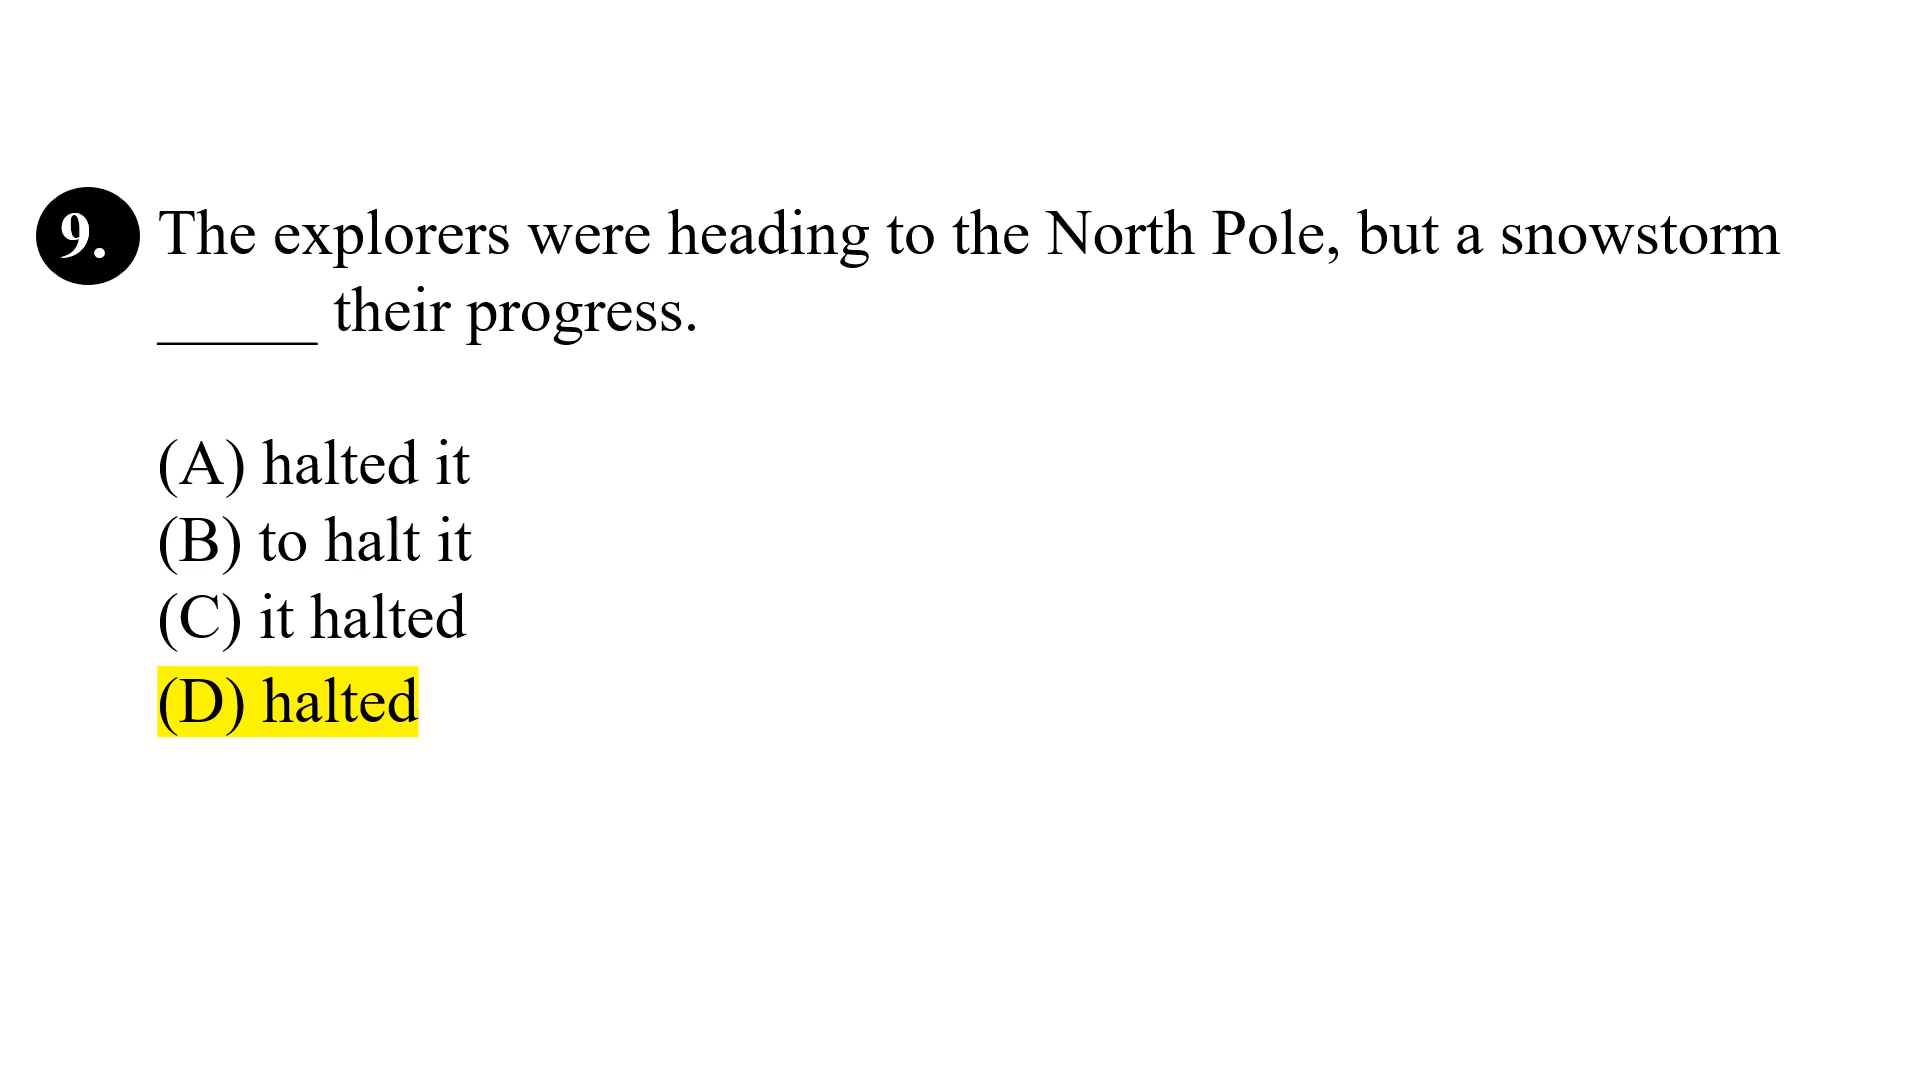 9. The explorers were heading to the North Pole, but a snowstorm
_____ their progress.
(A) halted it
(B) to halt it
(C) it halted
(D) halted